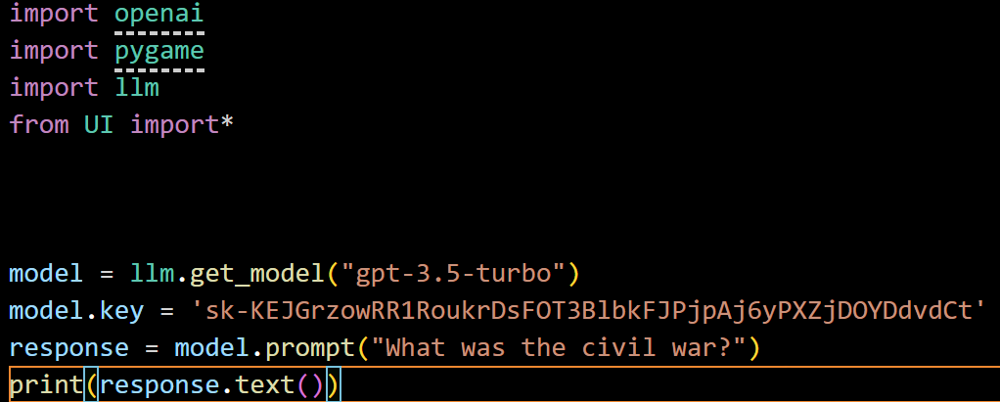 import openai
import pygame
import llm
from UI import*
model = llm.get_model("gpt-3.5-turbo")
model.key = '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'
response = model.prompt("What was the civil war?")
print(response.text())